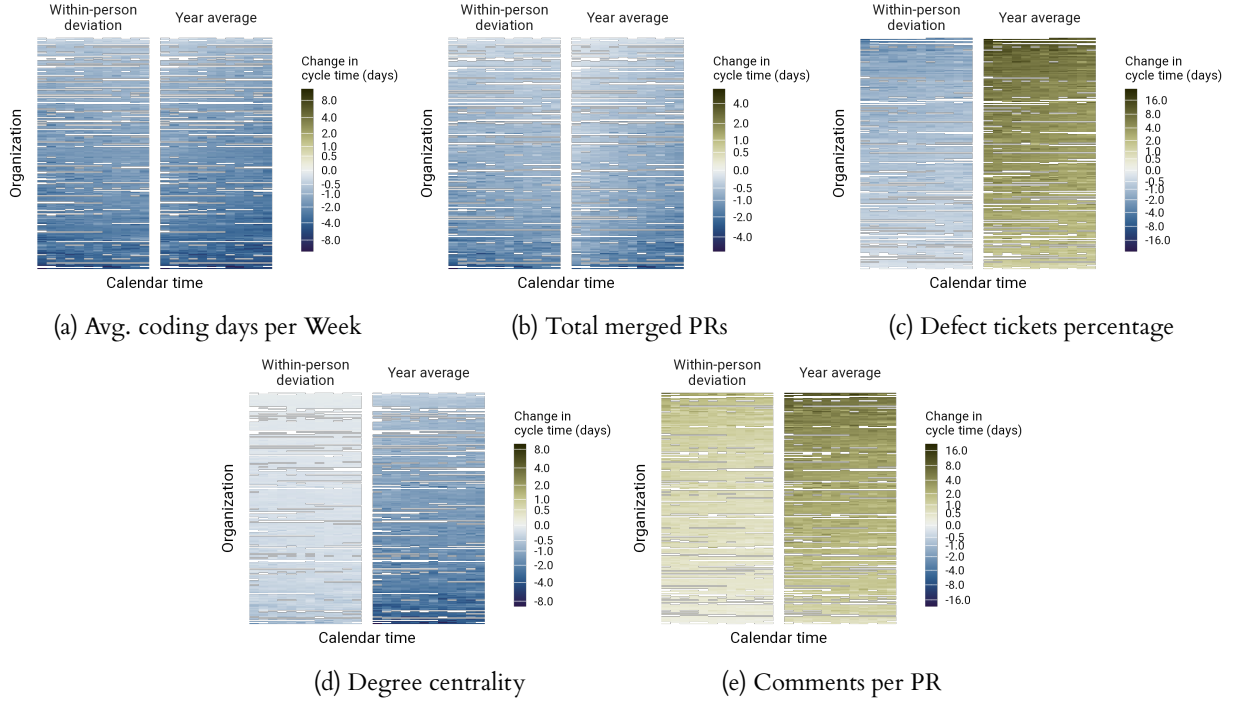 Within-person
deviation
Year average
Change in
cycle time (days)
8.0
4.0
2.0
1.0
0.5
0.0
-0.5
-1.0
-2.0
-4.0
-8.0
Organization
Calendar time
(a) Avg. coding days per Week
Within-person
deviation
Year average
Change in
cycle time (days)
4.0
2.0
1.0
0.5
0.0
-0.5
-1.0
-2.0
-4.0
Organization
Calendar time
(b) Total merged PRs
Within-person
deviation
Year average
Change in
cycle time (days)
16.0
8.0
4.0
2.0
1.0
0.5
0.0
-0.5
-1.0
-2.0
-4.0
-8.0
-16.0
Organization
Calendar time
(c) Defect tickets percentage
Within-person
deviation
Year average
Change in
cycle time (days)
8.0
4.0
2.0
1.0
0.5
0.0
-0.5
-1.0
-2.0
-4.0
-8.0
Organization
Calendar time
(d) Degree centrality
Within-person
deviation
Year average
Change in
cycle time (days)
16.0
8.0
4.0
2.0
1.0
0.5
0.0
-0.5
-1.0
-2.0
-4.0
-8.0
-16.0
Organization
Calendar time
(e) Comments per PR